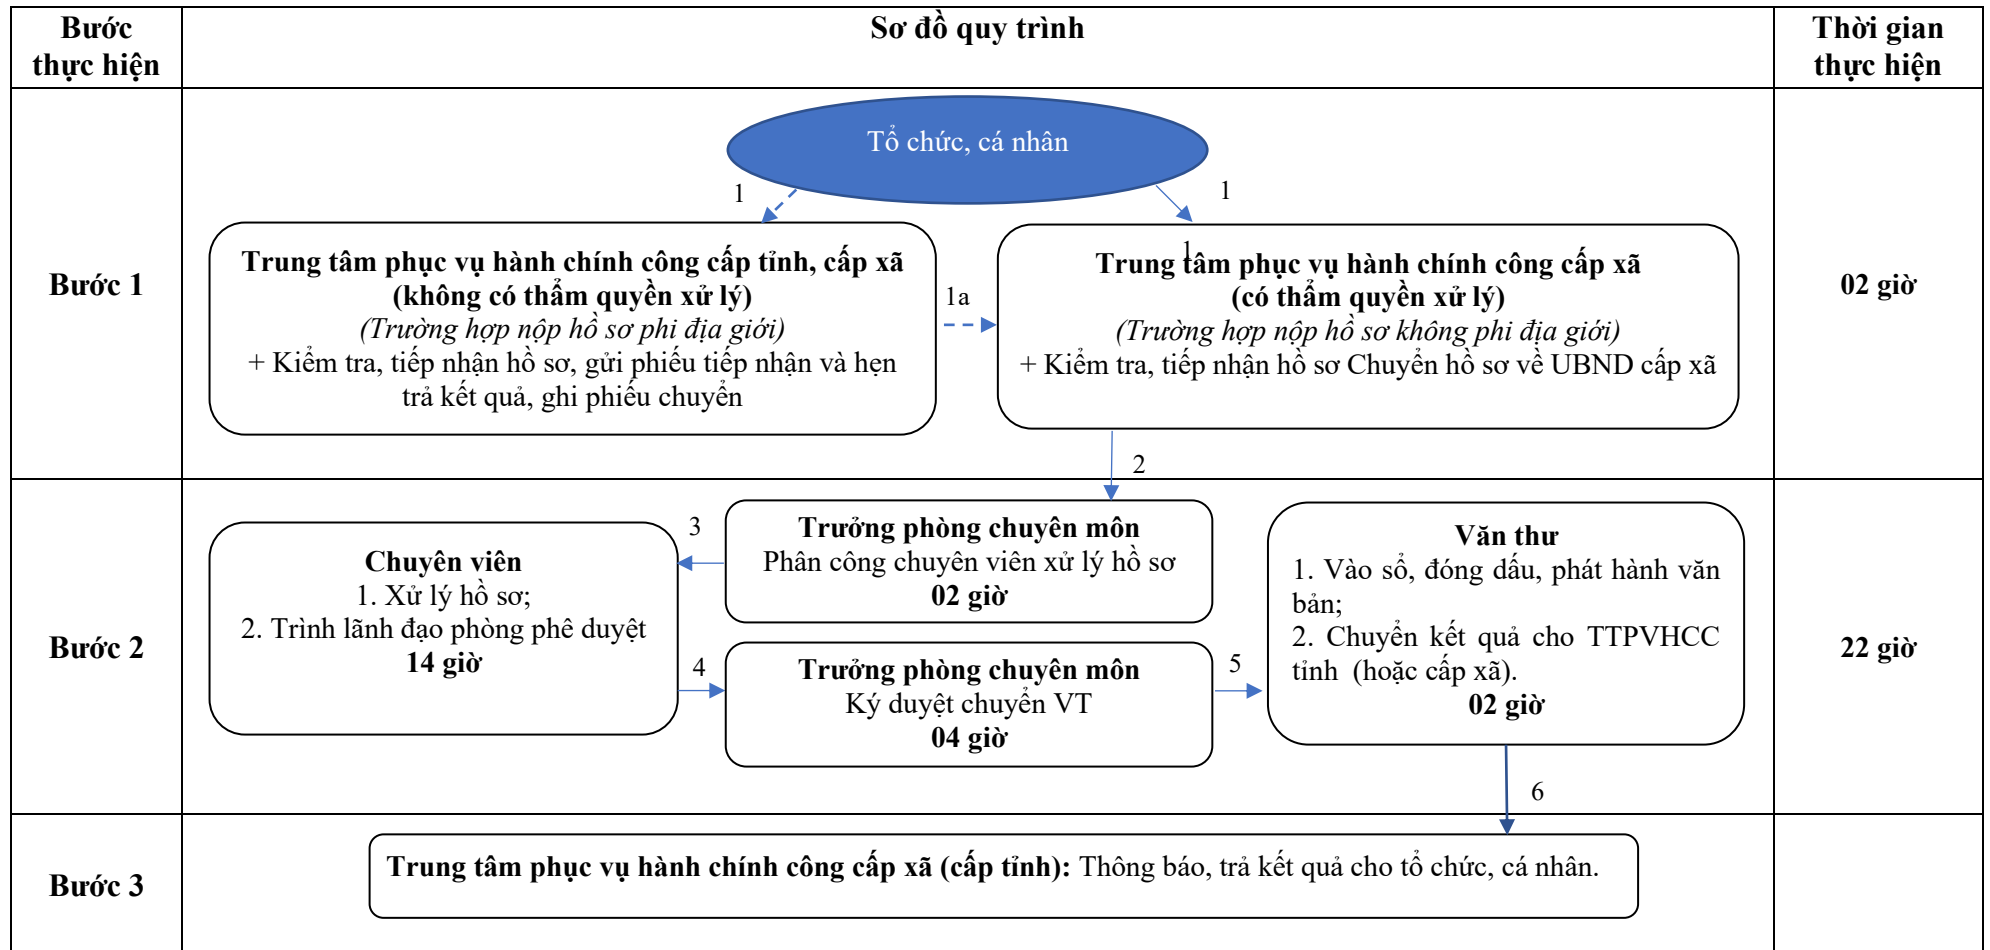 Bước
thực hiện
Sơ đồ quy trình
Thời gian
thực hiện
Bước 1
Tổ chức, cá nhân
1
1
Trung tâm phục vụ hành chính công cấp tỉnh, cấp xã
(không có thẩm quyền xử lý)
(Trường hợp nộp hồ sơ phi địa giới)
+ Kiểm tra, tiếp nhận hồ sơ, gửi phiếu tiếp nhận và hẹn
trả kết quả, ghi phiếu chuyển
1a
1
Trung tâm phục vụ hành chính công cấp xã
(có thẩm quyền xử lý)
(Trường hợp nộp hồ sơ không phi địa giới)
+ Kiểm tra, tiếp nhận hồ sơ Chuyển hồ sơ về UBND cấp xã
02 giờ
2
Bước 2
Chuyên viên
1. Xử lý hồ sơ;
2. Trình lãnh đạo phòng phê duyệt
14 giờ
3
Trưởng phòng chuyên môn
Phân công chuyên viên xử lý hồ sơ
02 giờ
4
Trưởng phòng chuyên môn
Ký duyệt chuyển VT
04 giờ
5
Văn thư
1. Vào sổ, đóng dấu, phát hành văn
bản;
2. Chuyển kết quả cho TTPVHCC
tỉnh (hoặc cấp xã).
02 giờ
22 giờ
6
Bước 3
Trung tâm phục vụ hành chính công cấp xã (cấp tỉnh): Thông báo, trả kết quả cho tổ chức, cá nhân.